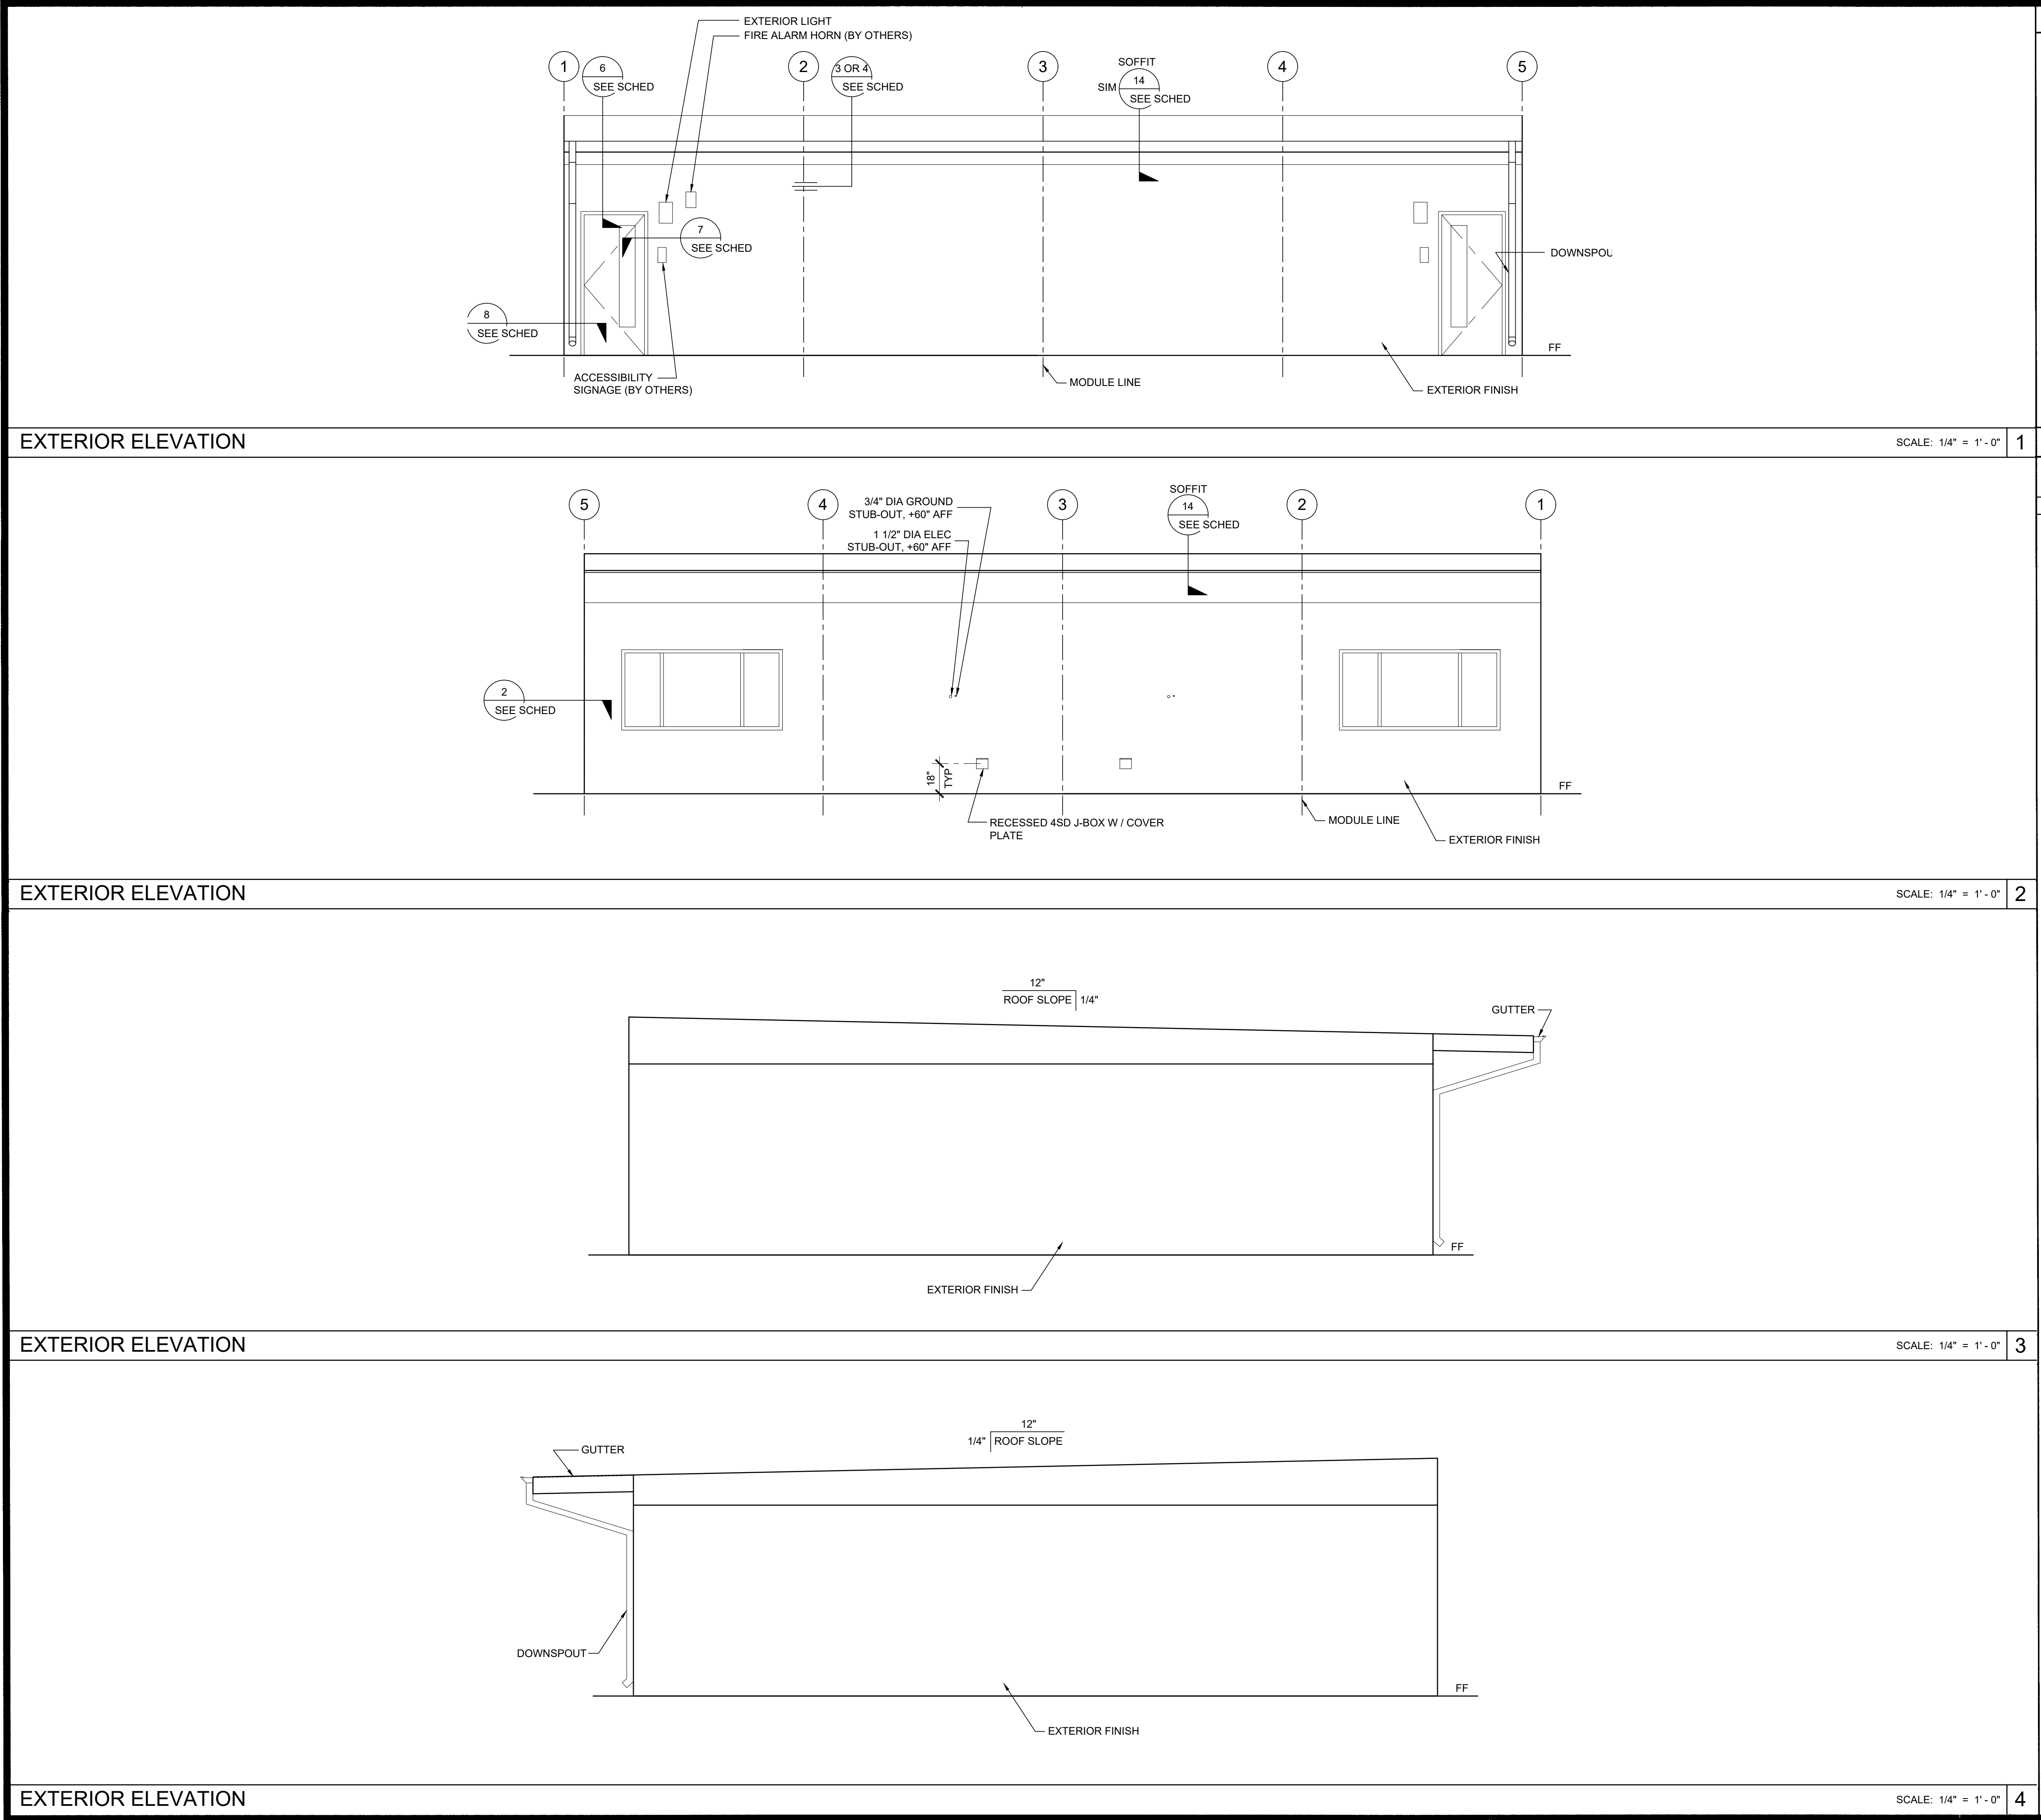 EXTERIOR LIGHT
FIRE ALARM HORN (BY OTHERS)
1
6
SEE SCHED
2
3 OR 4
SEE SCHED
3
SOFFIT
SIM
14
SEE SCHED
4
5
7
SEE SCHED
DOWNSPOU
8
SEE SCHED
FF
ACCESSIBILITY
SIGNAGE (BY OTHERS)
MODULE LINE
EXTERIOR FINISH
EXTERIOR ELEVATION
SCALE: 1/4" = 1' - 0"
1
5
4
3/4" DIA GROUND
STUB-OUT, +60" AFF
1 1/2" DIA ELEC
STUB-OUT, +60" AFF
3
SOFFIT
14
SEE SCHED
2
1
2
SEE SCHED
18"
TYP
FF
RECESSED 4SD J-BOX W / COVER
PLATE
MODULE LINE
EXTERIOR FINISH
EXTERIOR ELEVATION
SCALE: 1/4" = 1' - 0"
2
12"
ROOF SLOPE
1/4"
GUTTER
FF
EXTERIOR FINISH
EXTERIOR ELEVATION
SCALE: 1/4" = 1' - 0"
3
12"
1/4"
ROOF SLOPE
GUTTER
DOWNSPOUT
FF
EXTERIOR FINISH
EXTERIOR ELEVATION
SCALE: 1/4" = 1' - 0"
4